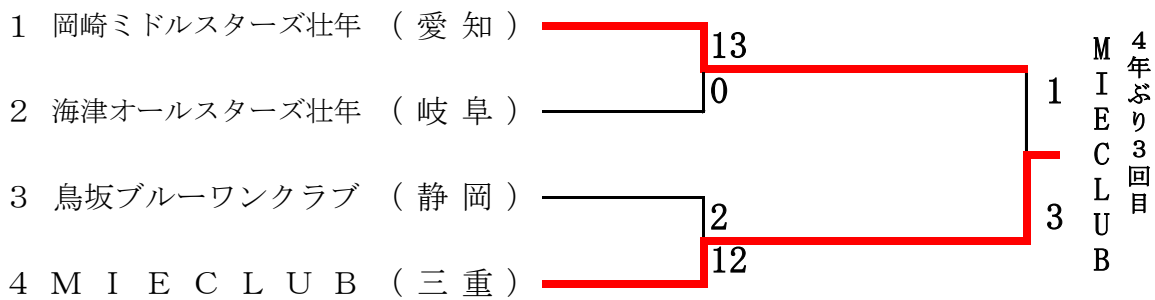 1 岡崎ミドルスターズ壮年 (愛知)
2 海津オールスターズ壮年 (岐阜)
3 鳥坂ブルーワンクラブ (静岡)
4 MIECLUB (三重)
13
0
2
12
1
3
MIECLUB
4年ぶり3回目